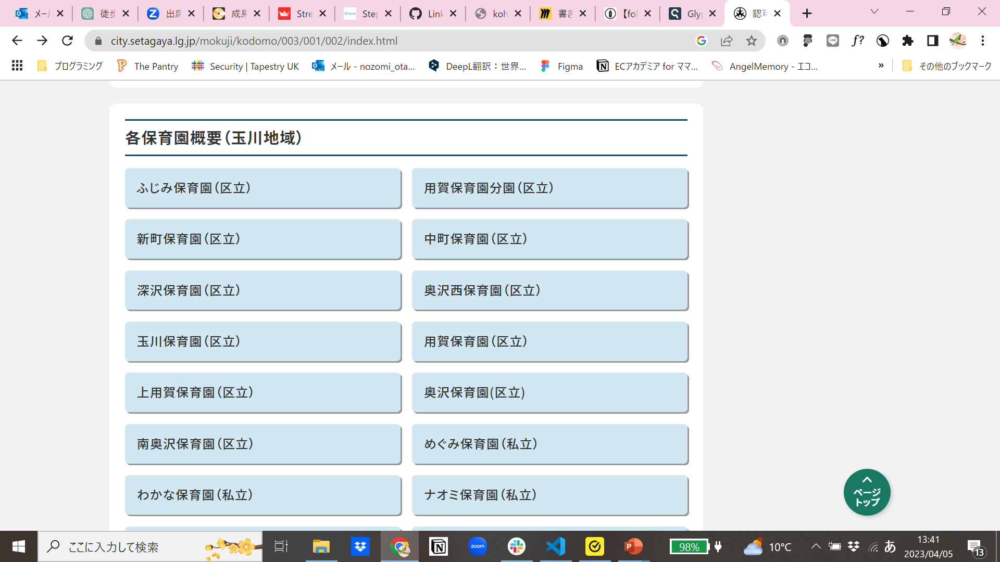 メー
徒歩
出席
成果
Stre
Step
Link
koh
書き
【fol
Gly
認可
city.setagaya.lg.jp/mokuji/kodomo/003/001/002/index.html
プログラミング
The Pantry
Security | Tapestry UK
メール - nozomi_ota...
DeepL翻訳：世界...
Figma
ECアカデミア for ママ...
AngelMemory - エコ...
»
その他のブックマーク
各保育園概要（玉川地域）
ふじみ保育園（区立）
用賀保育園分園（区立）
新町保育園（区立）
中町保育園（区立）
深沢保育園（区立）
奥沢西保育園（区立）
玉川保育園（区立）
用賀保育園（区立）
上用賀保育園（区立）
奥沢保育園(区立)
南奥沢保育園（区立）
めぐみ保育園（私立）
わかな保育園（私立）
ナオミ保育園（私立）
ページ
トップ
ここに入力して検索
zoom
98%
10°C
あ
13:41
2023/04/05
13